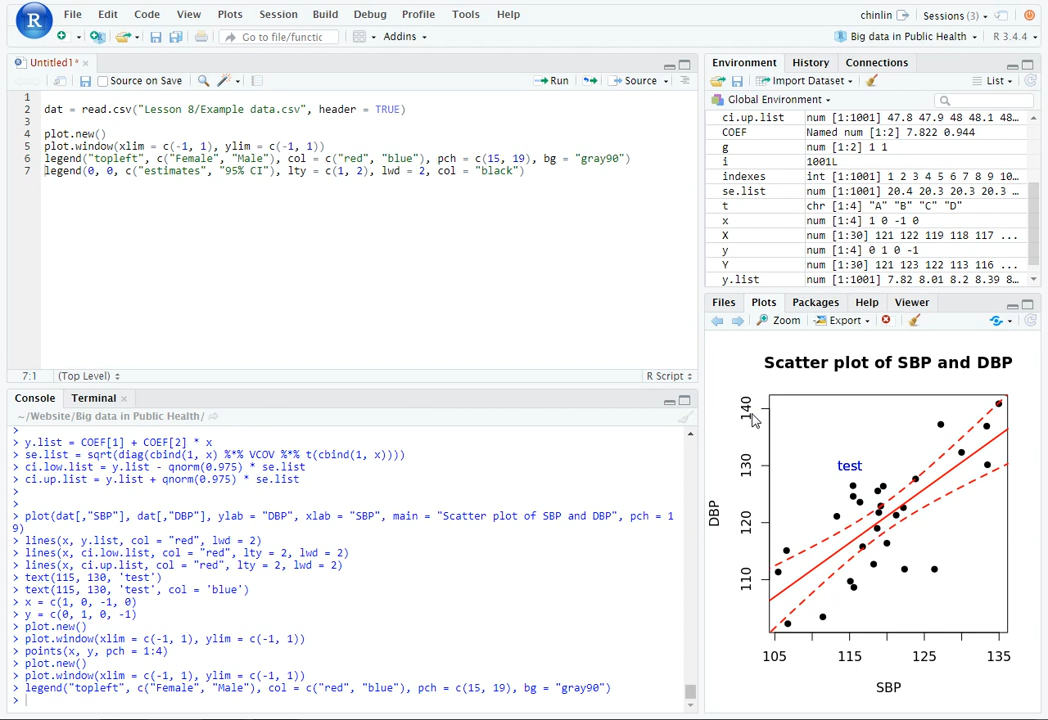 File Edit Code View Plots Session Build Debug Profile Tools Help
chinlin Sessions (3)
Go to file/functic Addins
Big data in Public Health R 3.4.4
Untitled1*
Source on Save Run Source
1
2 dat = read.csv("Lesson 8/Example data.csv", header = TRUE)
3
4 plot.new()
5 plot.window(xlim = c(-1, 1), ylim = c(-1, 1))
6 legend("topleft", c("Female", "Male"), col = c("red", "blue"), pch = c(15, 19), bg = "gray90")
7 legend(0, 0, c("estimates", "95% CI"), lty = c(1, 2), lwd = 2, col = "black")
7:1 (Top Level) R Script
Console Terminal
~/Website/Big data in Public Health/
>
> y.list = COEF[1] + COEF[2] * x
> se.list = sqrt(diag(cbind(1, x) %*% VCOV %*% t(cbind(1, x))))
> ci.low.list = y.list - qnorm(0.975) * se.list
> ci.up.list = y.list + qnorm(0.975) * se.list
>
>
> plot(dat[,"SBP"], dat[,"DBP"], ylab = "DBP", xlab = "SBP", main = "Scatter plot of SBP and DBP", pch = 1
9)
> lines(x, y.list, col = "red", lwd = 2)
> lines(x, ci.low.list, col = "red", lty = 2, lwd = 2)
> lines(x, ci.up.list, col = "red", lty = 2, lwd = 2)
> text(115, 130, 'test')
> text(115, 130, 'test', col = 'blue')
> x = c(1, 0, -1, 0)
> y = c(0, 1, 0, -1)
> plot.new()
> plot.window(xlim = c(-1, 1), ylim = c(-1, 1))
> points(x, y, pch = 1:4)
> plot.new()
> plot.window(xlim = c(-1, 1), ylim = c(-1, 1))
> legend("topleft", c("Female", "Male"), col = c("red", "blue"), pch = c(15, 19), bg = "gray90")
>
Environment History Connections
Import Dataset List
Global Environment
ci.up.list num [1:1001] 47.8 47.9 48 48.1 48…
COEF Named num [1:2] 7.822 0.944
g num [1:2] 1 1
i 1001L
indexes int [1:1001] 1 2 3 4 5 6 7 8 9 10…
se.list num [1:1001] 20.4 20.3 20.3 20.3 …
t chr [1:4] "A" "B" "C" "D"
x num [1:4] 1 0 -1 0
X num [1:30] 121 122 119 118 117 ...
y num [1:4] 0 1 0 -1
Y num [1:30] 121 123 122 113 116 ...
y.list num [1:1001] 7.82 8.01 8.2 8.39 8…
Files Plots Packages Help Viewer
Zoom Export
Scatter plot of SBP and DBP
DBP
140
130
120
110
test
105 115 125 135
SBP